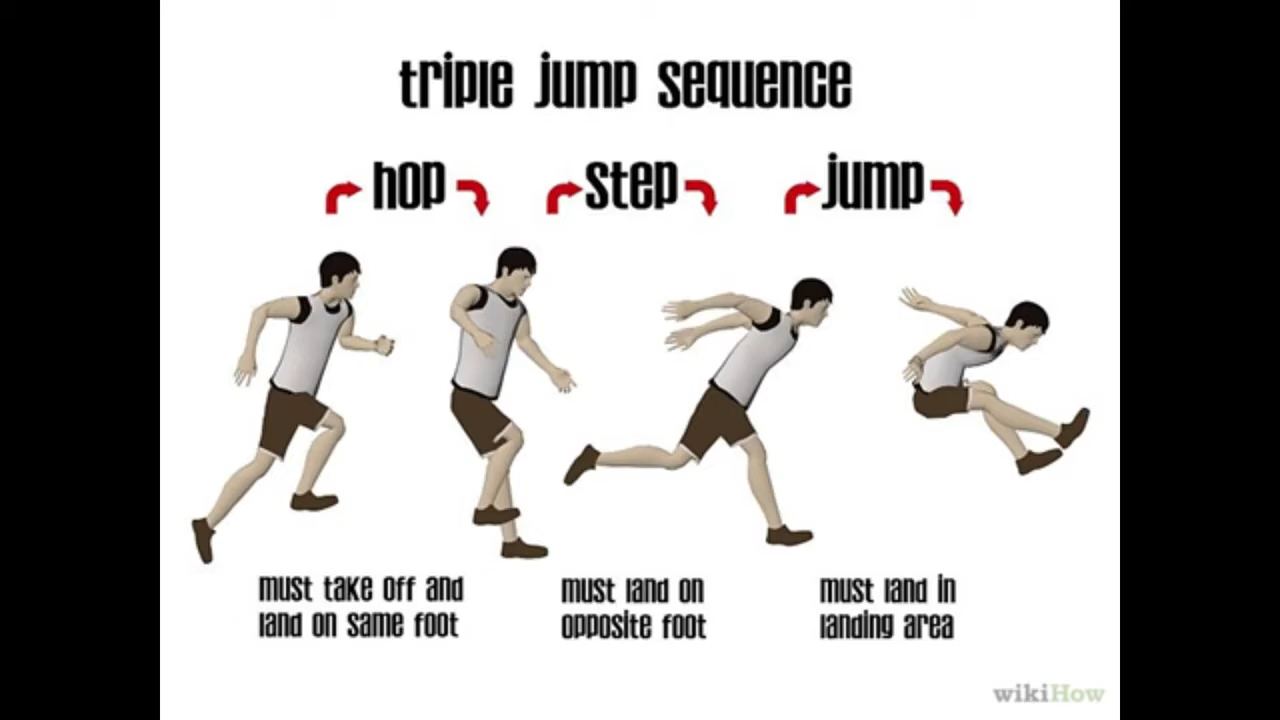 triple jump sequence
hop step jump
must take off and
land on same foot
must land on
opposite foot
must land in
landing area
wikiHow